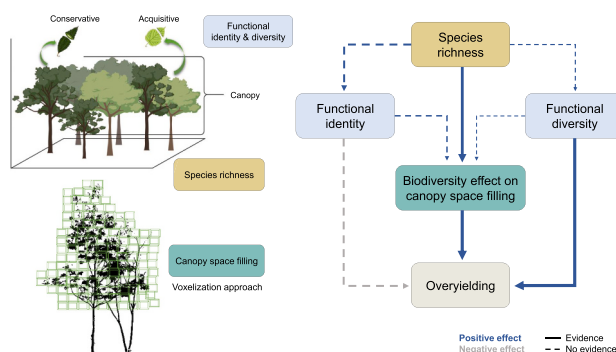 Conservative
Acquisitive
Functional
identity & diversity
Canopy
Species richness
Canopy space filling
Voxelization approach
Species
richness
Functional
identity
Functional
diversity
Biodiversity effect on
canopy space filling
Overyielding
Positive effect
Evidence
Negative effect
No evidence